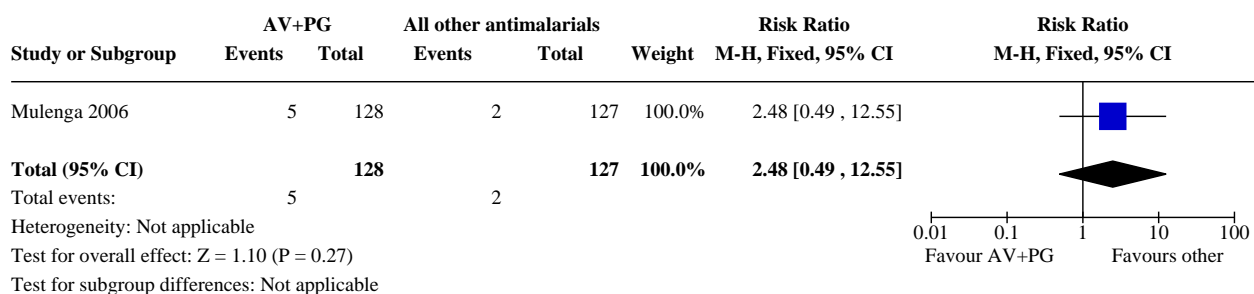 AV+PG All other antimalarials Risk Ratio Risk Ratio
Study or Subgroup Events Total Events Total Weight M-H, Fixed, 95% CI M-H, Fixed, 95% CI
Mulenga 2006 5 128 2 127 100.0% 2.48 [0.49 , 12.55]
Total (95% CI) 128 127 100.0% 2.48 [0.49 , 12.55]
Total events: 5 2
Heterogeneity: Not applicable
0.01 0.1 1 10 100
Test for overall effect: Z = 1.10 (P = 0.27) Favour AV+PG Favours other
Test for subgroup differences: Not applicable